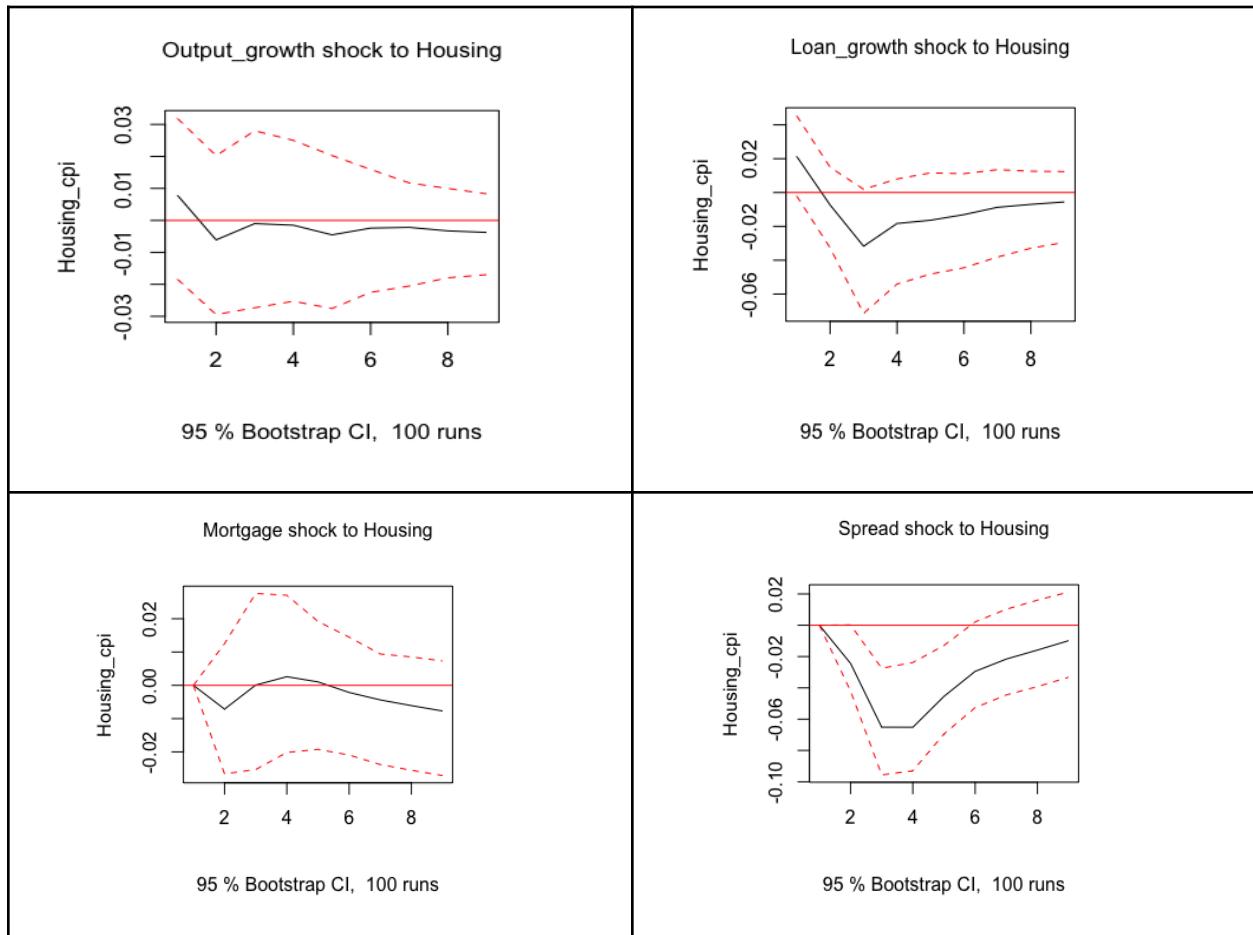 Output_growth shock to Housing
Housing_cpi
0.03
0.01
-0.01
-0.03
2 4 6 8
95 % Bootstrap CI,  100 runs
Loan_growth shock to Housing
Housing_cpi
0.02
-0.02
-0.06
2 4 6 8
95 % Bootstrap CI,  100 runs
Mortgage shock to Housing
Housing_cpi
0.02
0.00
-0.02
2 4 6 8
95 % Bootstrap CI,  100 runs
Spread shock to Housing
Housing_cpi
0.02
-0.02
-0.06
-0.10
2 4 6 8
95 % Bootstrap CI,  100 runs